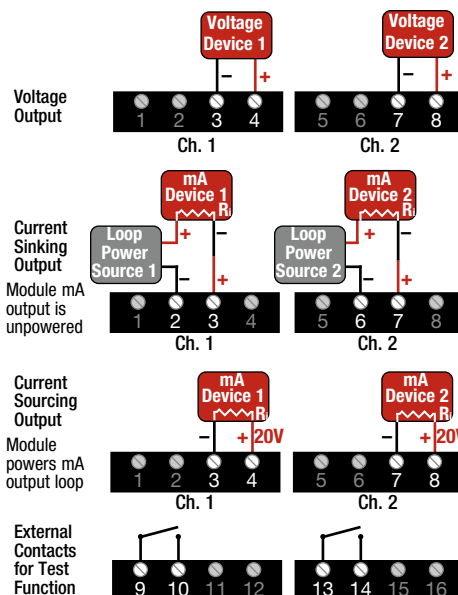 Voltage
Device 1
Voltage
Device 2
Voltage
Output
– +
– +
1 2 3 4
5 6 7 8
Ch. 1
Ch. 2
mA
Device 1
Ri
mA
Device 2
Ri
Current
Sinking
Output
Loop
Power
Source 1
+ –
– +
Loop
Power
Source 2
+ –
– +
Module mA
output is
unpowered
1 2 3 4
5 6 7 8
Ch. 1
Ch. 2
Current
Sourcing
Output
mA
Device 1
Ri
mA
Device 2
Ri
– + 20V
– + 20V
Module
powers mA
output loop
1 2 3 4
5 6 7 8
Ch. 1
Ch. 2
External
Contacts
for Test
Function
9 10 11 12
13 14 15 16